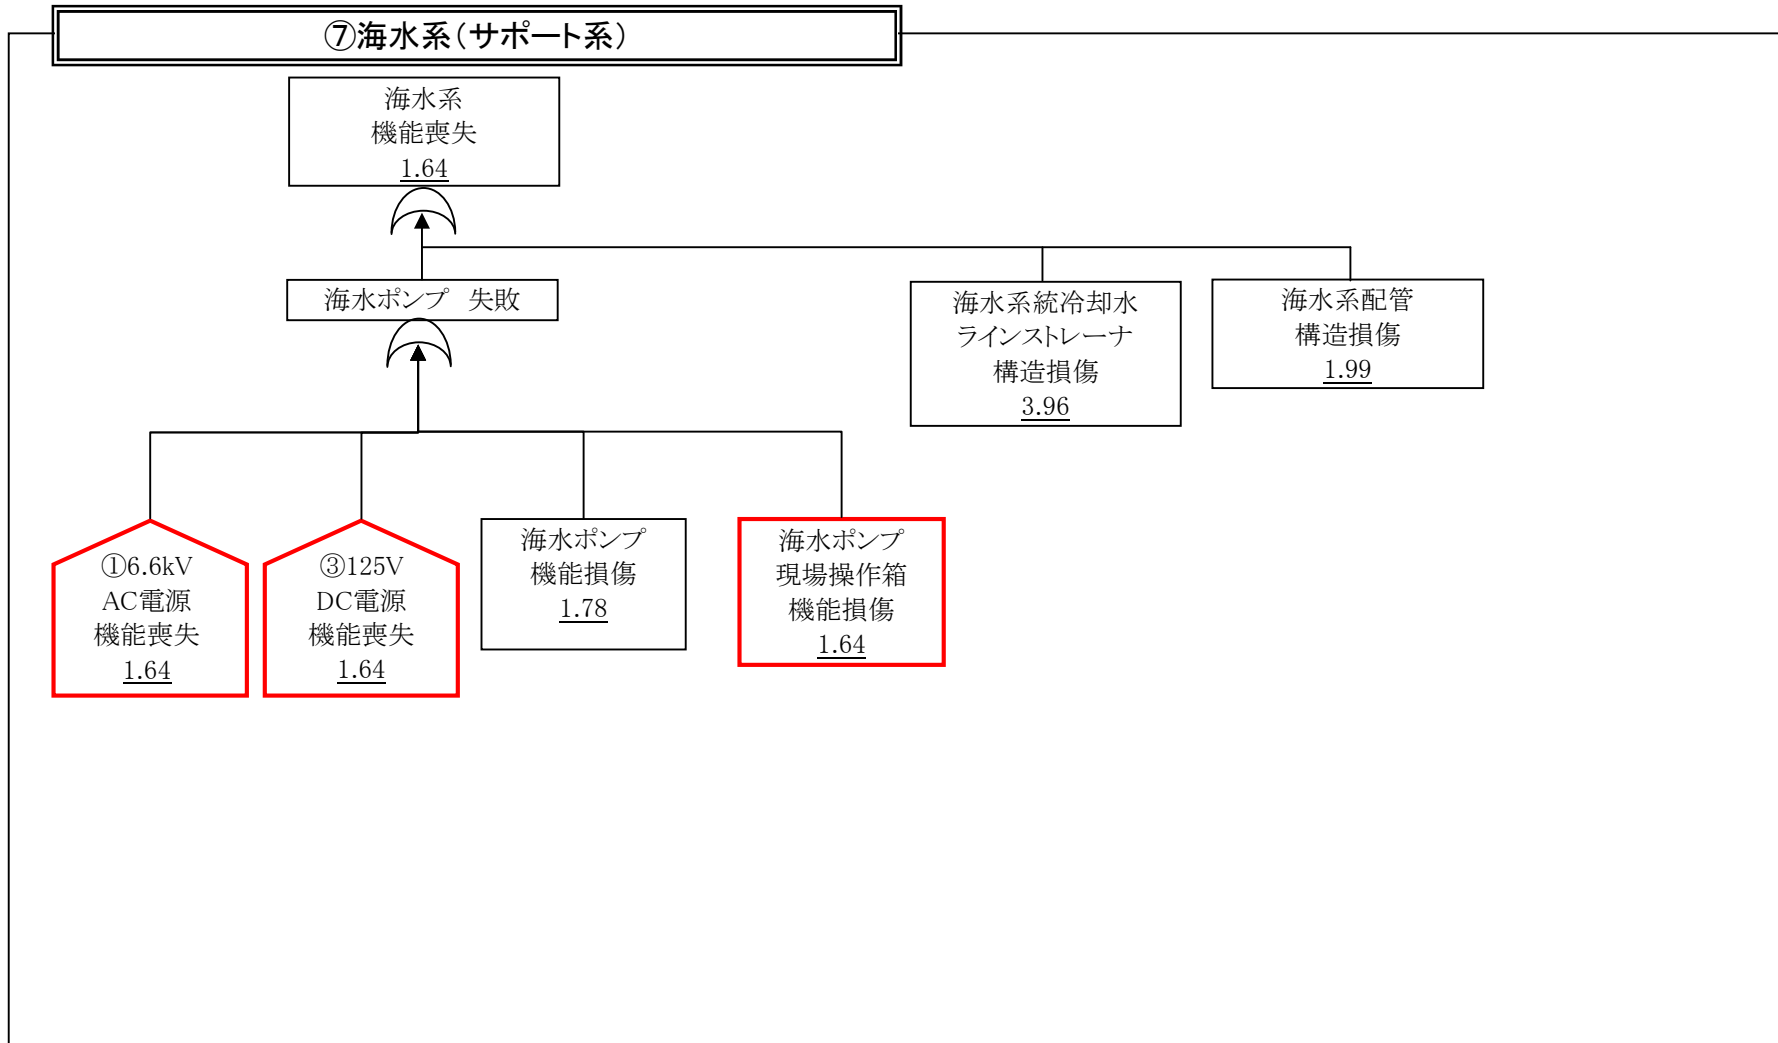 ⑦海水系（サポート系）
海水系
機能喪失
1.64
海水ポンプ　失敗
海水系統冷却水
ラインストレーナ
構造損傷
3.96
海水系配管
構造損傷
1.99
①6.6kV
AC電源
機能喪失
1.64
③125V
DC電源
機能喪失
1.64
海水ポンプ
機能損傷
1.78
海水ポンプ
現場操作箱
機能損傷
1.64